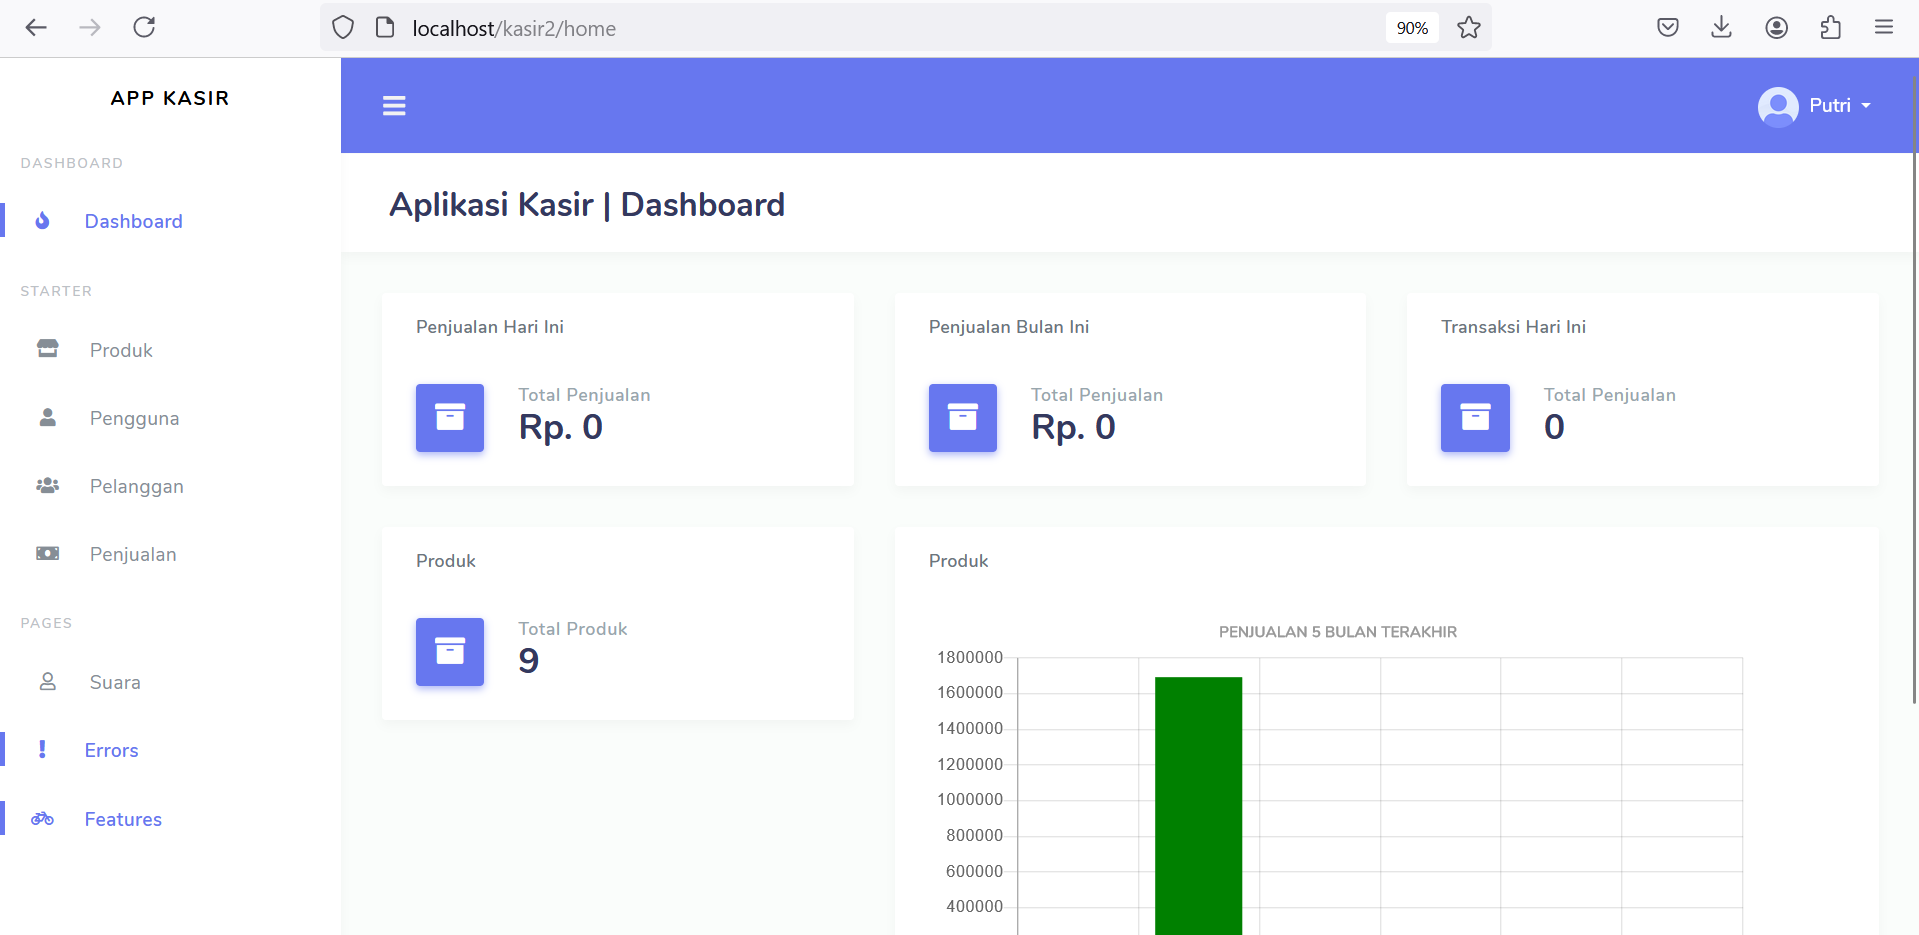 localhost/kasir2/home
90%
APP KASIR
Putri
DASHBOARD
Dashboard
STARTER
Produk
Pengguna
Pelanggan
Penjualan
PAGES
Suara
Errors
Features
Aplikasi Kasir | Dashboard
Penjualan Hari Ini
Total Penjualan
Rp. 0
Penjualan Bulan Ini
Total Penjualan
Rp. 0
Transaksi Hari Ini
Total Penjualan
0
Produk
Total Produk
9
Produk
PENJUALAN 5 BULAN TERAKHIR
1800000
1600000
1400000
1200000
1000000
800000
600000
400000